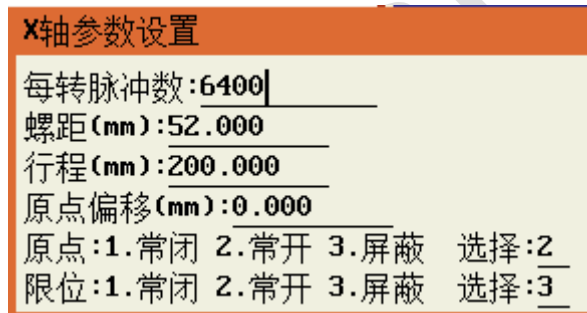 X轴参数设置
每转脉冲数:6400
螺距(mm):52.000
行程(mm):200.000
原点偏移(mm):0.000
原点:1.常闭 2.常开 3.屏蔽 选择:2
限位:1.常闭 2.常开 3.屏蔽 选择:3